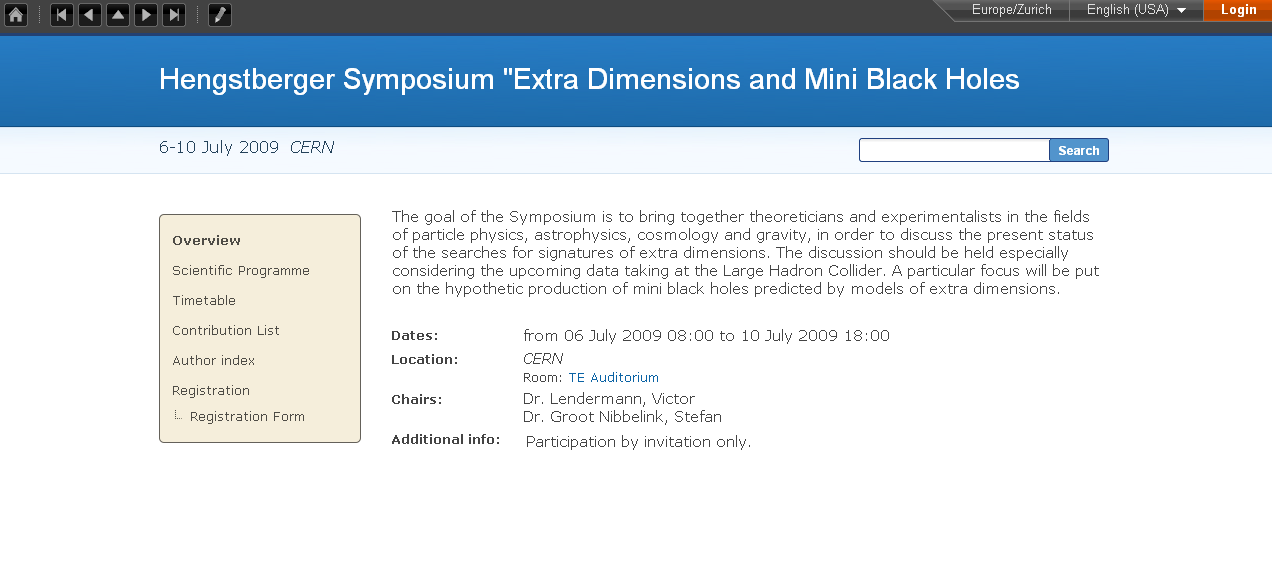 Europe/Zurich English (USA) Login
Hengstberger Symposium "Extra Dimensions and Mini Black Holes
6-10 July 2009 CERN
Search
Overview
Scientific Programme
Timetable
Contribution List
Author index
Registration
Registration Form
The goal of the Symposium is to bring together theoreticians and experimentalists in the fields
of particle physics, astrophysics, cosmology and gravity, in order to discuss the present status
of the searches for signatures of extra dimensions. The discussion should be held especially
considering the upcoming data taking at the Large Hadron Collider. A particular focus will be put
on the hypothetic production of mini black holes predicted by models of extra dimensions.
Dates: from 06 July 2009 08:00 to 10 July 2009 18:00
Location: CERN
Room: TE Auditorium
Chairs: Dr. Lendermann, Victor
Dr. Groot Nibbelink, Stefan
Additional info: Participation by invitation only.